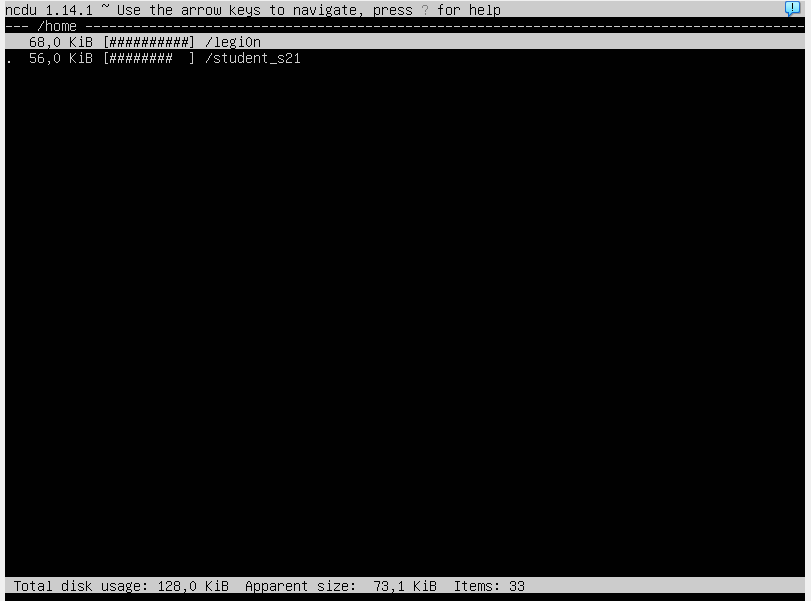 ncdu 1.14.1 ~ Use the arrow keys to navigate, press ? for help
--- /home ------------------------------------------------------------------------------------------
   68,0 KiB [##########] /legi0n
.  56,0 KiB [########  ] /student_s21
Total disk usage: 128,0 KiB  Apparent size:  73,1 KiB  Items: 33